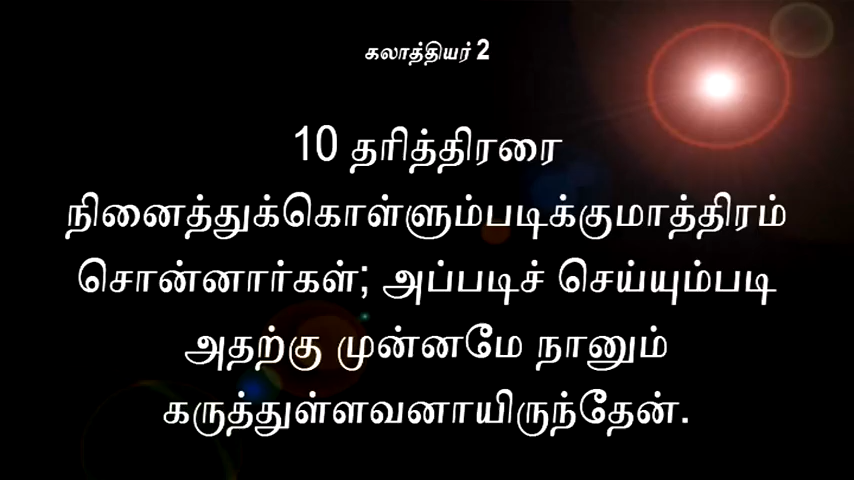 கலாத்தியர் 2
10 தரித்திரரை
நினைத்துக்கொள்ளும்படிக்குமாத்திரம்
சொன்னார்கள்; அப்படிச் செய்யும்படி
அதற்கு முன்னமே நானும்
கருத்துள்ளவனாயிருந்தேன்.